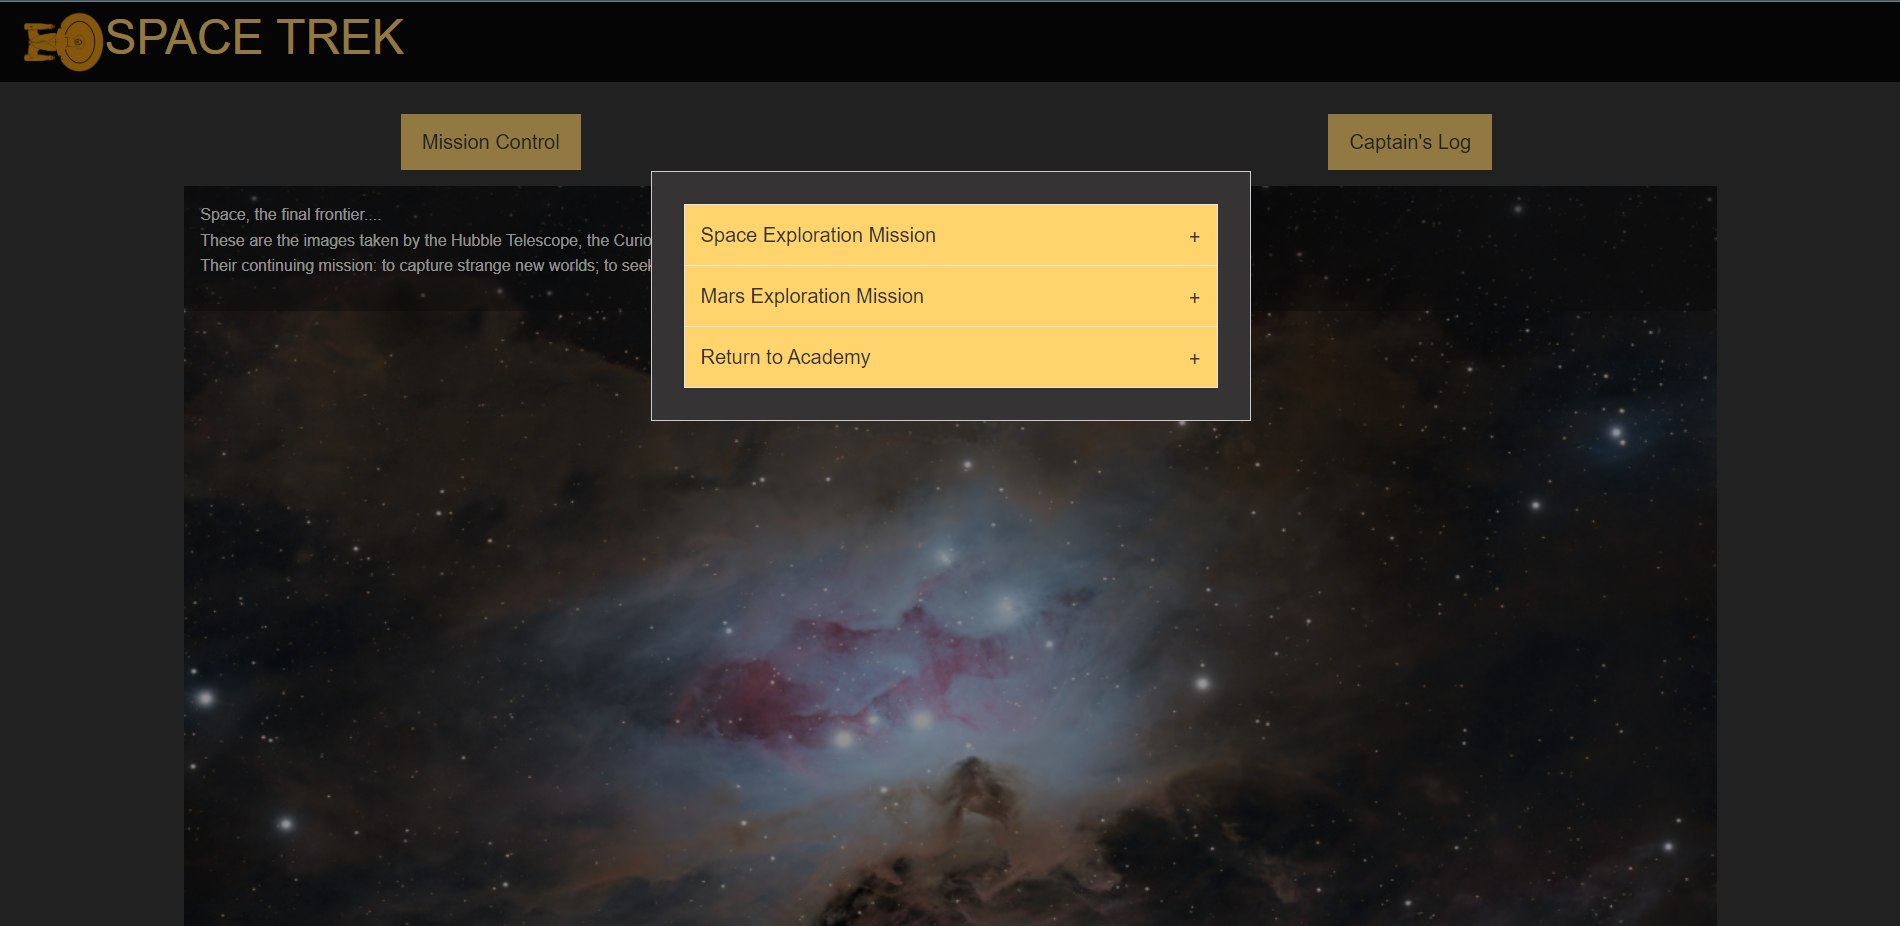 SPACE TREK
Mission Control
Captain's Log
Space, the final frontier....
These are the images taken by the Hubble Telescope, the Curio
Their continuing mission: to capture strange new worlds; to seek
Space Exploration Mission +
Mars Exploration Mission +
Return to Academy +